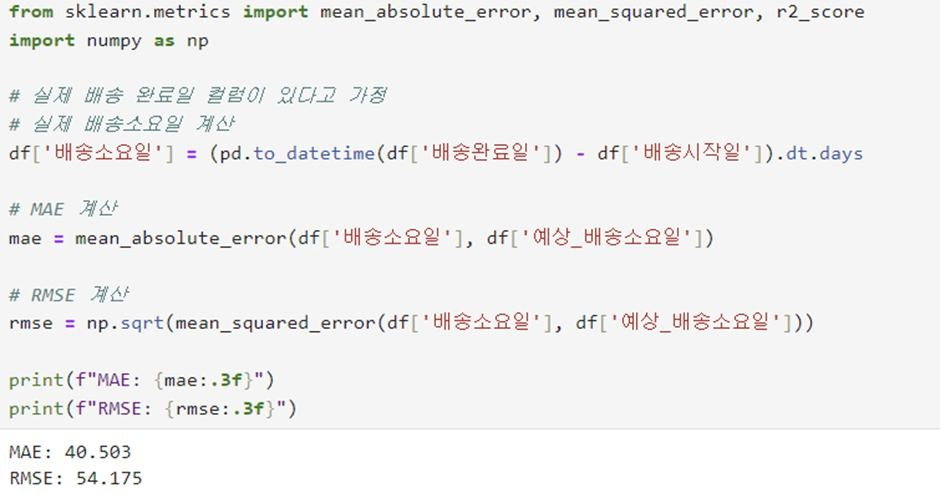 from sklearn.metrics import mean_absolute_error, mean_squared_error, r2_score
import numpy as np
# 실제 배송 완료일 컬럼이 있다고 가정
# 실제 배송소요일 계산
df['배송소요일'] = (pd.to_datetime(df['배송완료일']) - df['배송시작일']).dt.days
# MAE 계산
mae = mean_absolute_error(df['배송소요일'], df['예상_배송소요일'])
# RMSE 계산
rmse = np.sqrt(mean_squared_error(df['배송소요일'], df['예상_배송소요일']))
print(f"MAE: {mae:.3f}")
print(f"RMSE: {rmse:.3f}")
MAE: 40.503
RMSE: 54.175